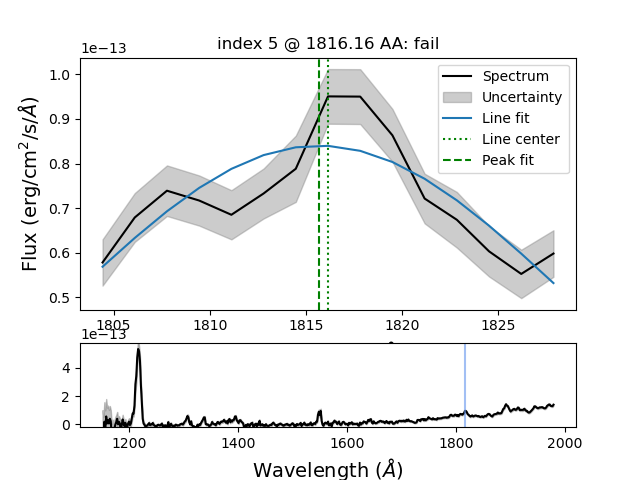 index 5 @ 1816.16 AA: fail
1e−13
Flux (erg/cm²/s/Å)
1.0
0.9
0.8
0.7
0.6
0.5
Spectrum
Uncertainty
Line fit
Line center
Peak fit
1805 1810 1815 1820 1825
1e−13
4
2
0
1200 1400 1600 1800 2000
Wavelength (Å)